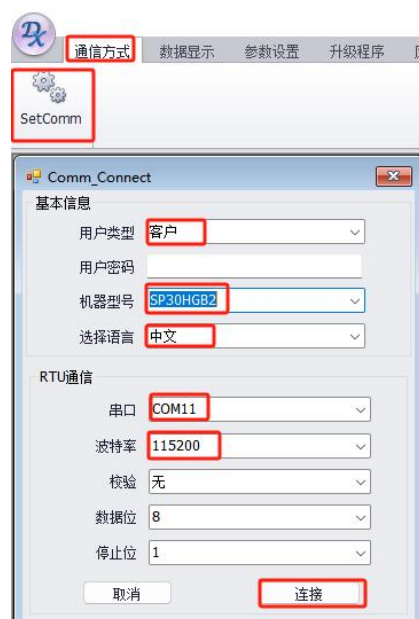 通信方式 数据显示 参数设置 升级程序
SetComm
Comm_Connect
基本信息
用户类型 客户
用户密码
机器型号 SP30HGB2
选择语言 中文
RTU通信
串口 COM11
波特率 115200
校验 无
数据位 8
停止位 1
取消 连接